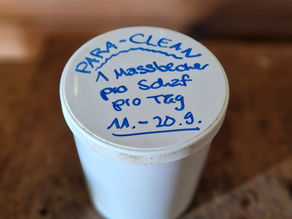 PARA-CLEAN
1 Massbecher
pro Schaf
pro Tag
11.-20.9.